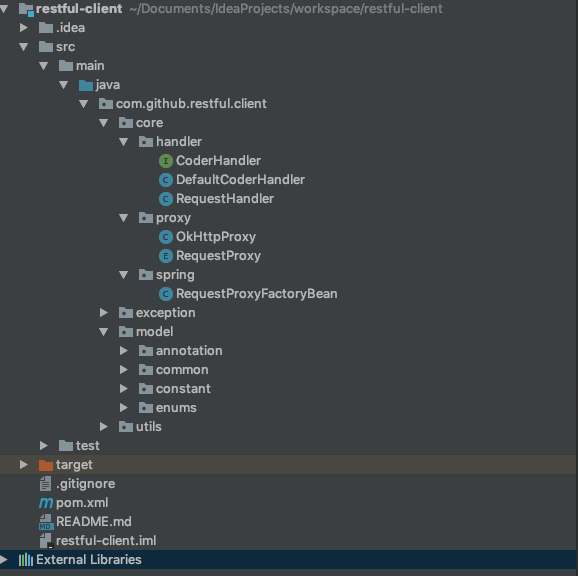 restful-client ~/Documents/IdeaProjects/workspace/restful-client
.idea
src
main
java
com.github.restful.client
core
handler
I CoderHandler
C DefaultCoderHandler
C RequestHandler
proxy
C OkHttpProxy
E RequestProxy
spring
C RequestProxyFactoryBean
exception
model
annotation
common
constant
enums
utils
test
target
.gitignore
m pom.xml
MD README.md
restful-client.iml
External Libraries